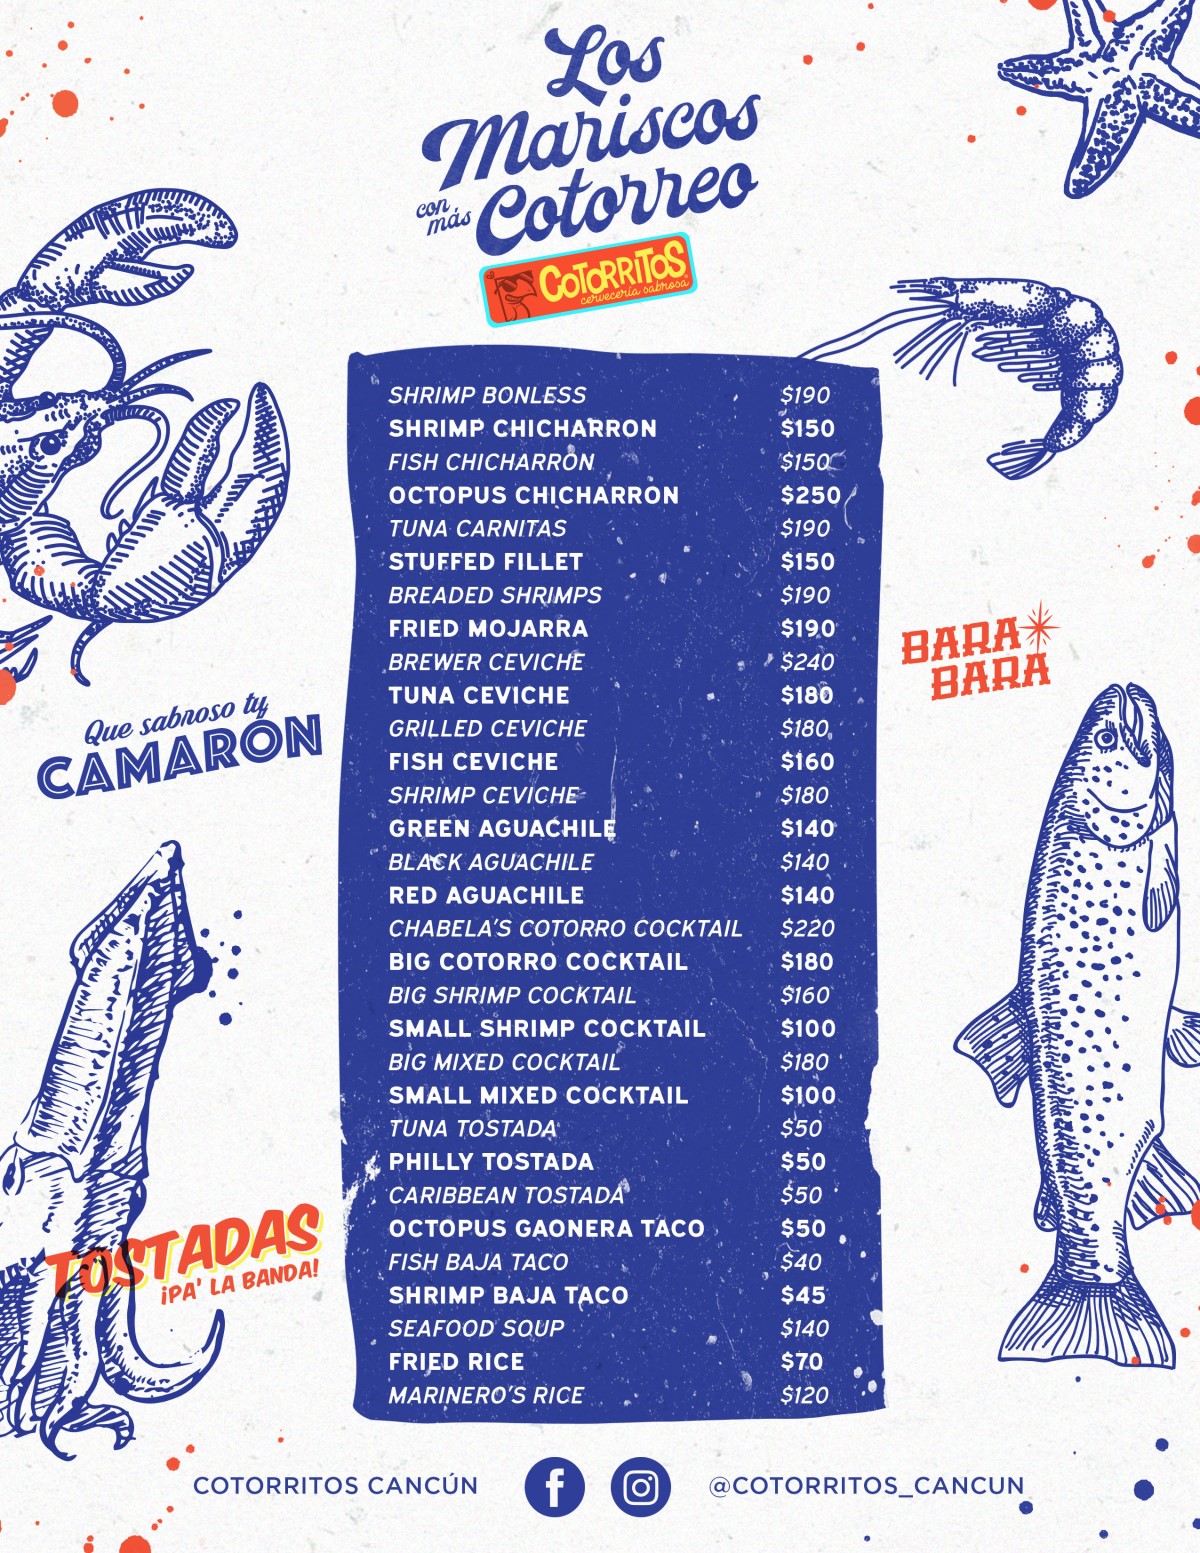 Los
Mariscos
con más Cotorreo
COTORRITOS
cervecería sabrosa
SHRIMP BONLESS $190
SHRIMP CHICHARRON $150
FISH CHICHARRON $150
OCTOPUS CHICHARRON $250
TUNA CARNITAS $190
STUFFED FILLET $150
BREADED SHRIMPS $190
FRIED MOJARRA $190
BREWER CEVICHE $240
TUNA CEVICHE $180
GRILLED CEVICHE $180
FISH CEVICHE $160
SHRIMP CEVICHE $180
GREEN AGUACHILE $140
BLACK AGUACHILE $140
RED AGUACHILE $140
CHABELA'S COTORRO COCKTAIL $220
BIG COTORRO COCKTAIL $180
BIG SHRIMP COCKTAIL $160
SMALL SHRIMP COCKTAIL $100
BIG MIXED COCKTAIL $180
SMALL MIXED COCKTAIL $100
TUNA TOSTADA $50
PHILLY TOSTADA $50
CARIBBEAN TOSTADA $50
OCTOPUS GAONERA TACO $50
FISH BAJA TACO $40
SHRIMP BAJA TACO $45
SEAFOOD SOUP $140
FRIED RICE $70
MARINERO'S RICE $120
BARA
BARA
Que sabroso ty
CAMARÓN
TOSTADAS
¡PA' LA BANDA!
COTORRITOS CANCÚN @COTORRITOS_CANCUN